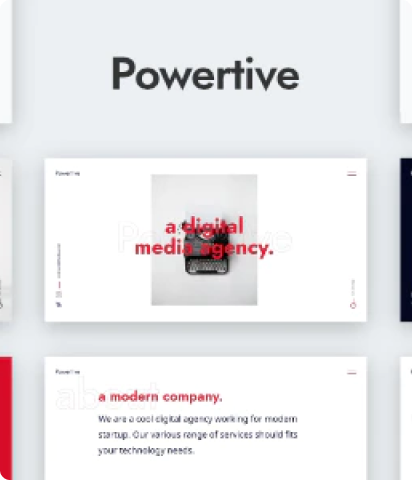 Powertive
Powertive
a digital
media agency.
Powertive
about
a modern company.
We are a cool digital agency working for modern
startup. Our various range of services should fits
your technology needs.